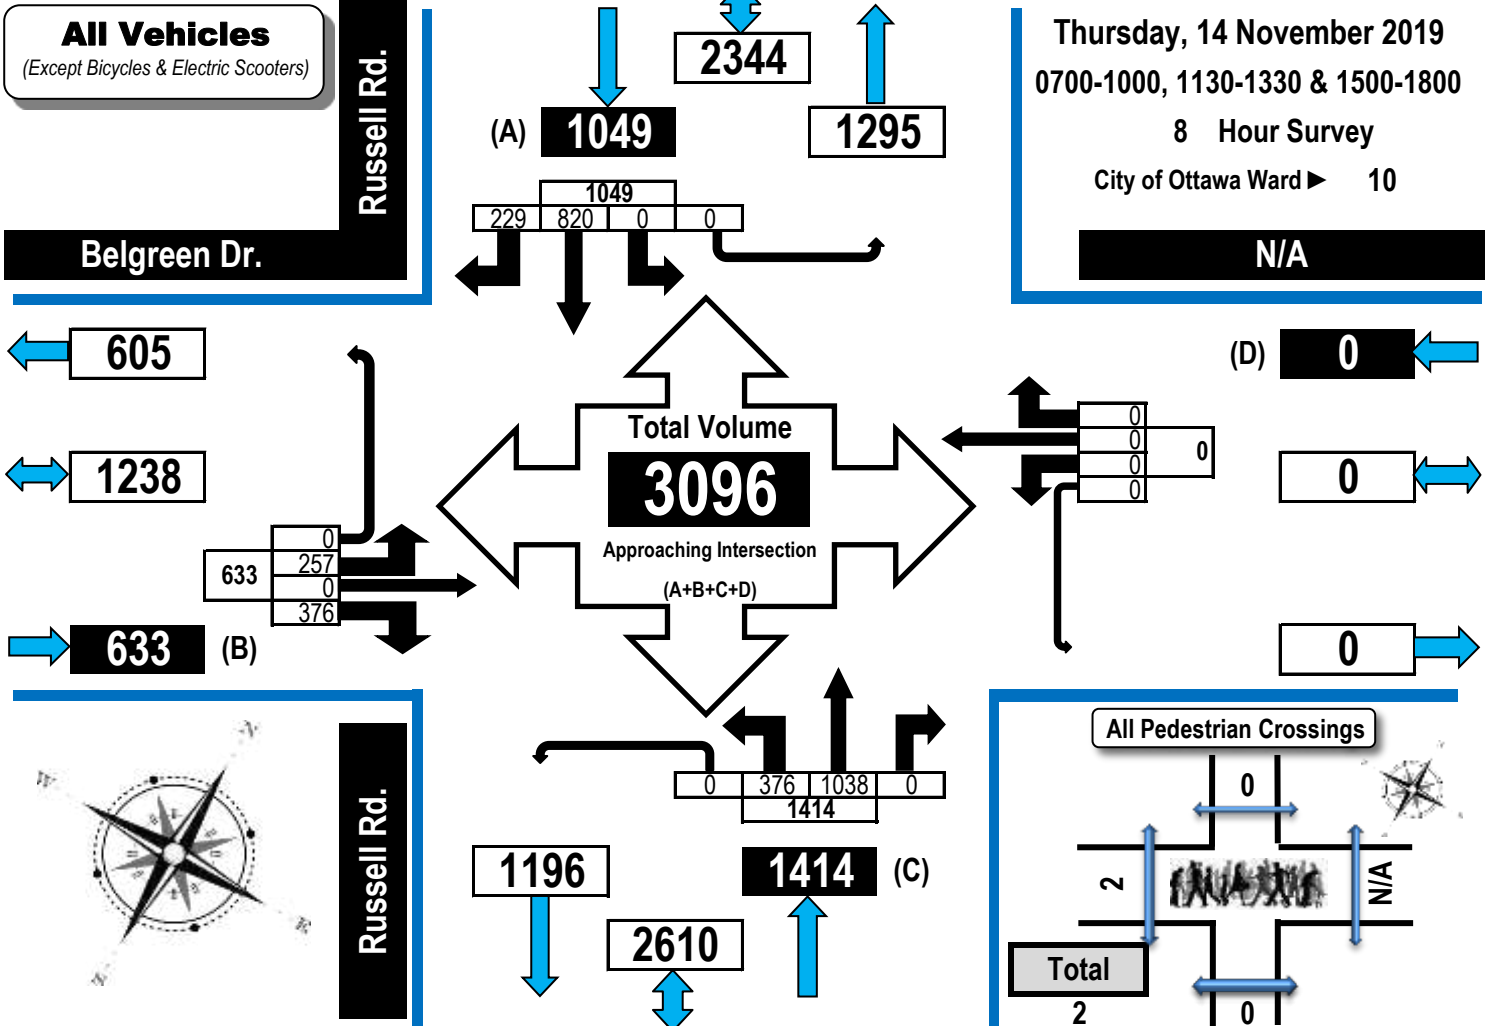 All Vehicles
(Except Bicycles & Electric Scooters)
Russell Rd.
Belgreen Dr.
2344
(A) 1049
1295
1049
229 820 0 0
Thursday, 14 November 2019
0700-1000, 1130-1330 & 1500-1800
8 Hour Survey
City of Ottawa Ward ► 10
N/A
605
1238
0
257
0
376
633
633 (B)
Total Volume
3096
Approaching Intersection
(A+B+C+D)
(D) 0
0
0
0
0
0
0
0
0 376 1038 0
1414
1196
1414 (C)
2610
Russell Rd.
N
W
E
S
All Pedestrian Crossings
0
2
N/A
Total
2
0